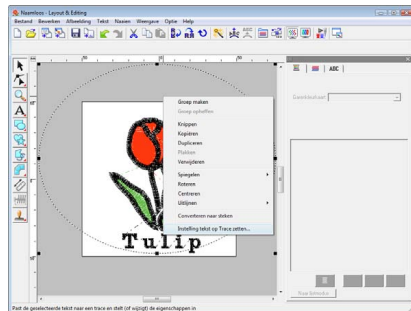 Naamloos - Layout & Editing
Bestand Bewerken Afbeelding Tekst Naaien Weergave Optie Help
ABC
Garenkleurset
Groep maken
Groep opheffen
Knippen
Kopiëren
Dupliceren
Plakken
Verwijderen
Spiegelen
Roteren
Centreren
Uitlijnen
Converteren naar steken
Instelling tekst op Trace zetten...
Tulip
Past de geselecteerde tekst naar een trace en stelt (of wijzigt) de eigenschappen in